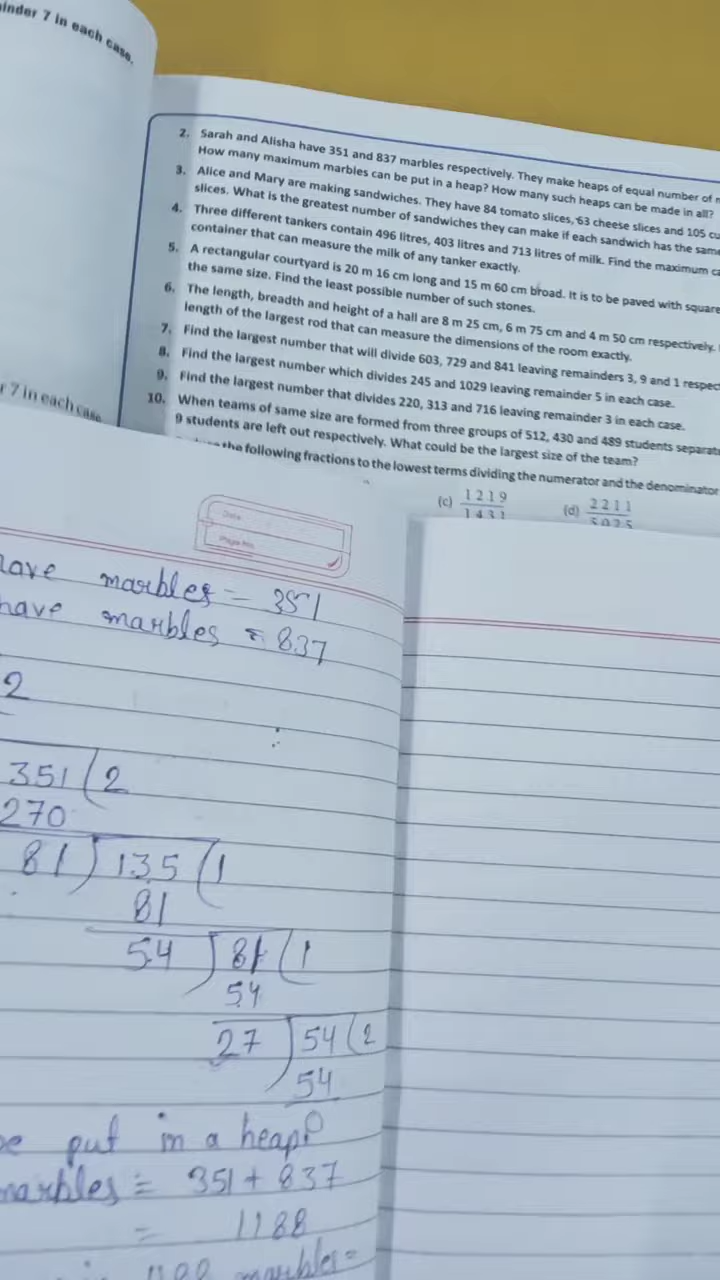 inder 7 in each case.
2. Sarah and Alisha have 351 and 837 marbles respectively. They make heaps of equal number of
How many maximum marbles can be put in a heap? How many such heaps can be made in all?
3. Alice and Mary are making sandwiches. They have 84 tomato slices, 63 cheese slices and 105 cu
slices. What is the greatest number of sandwiches they can make if each sandwich has the same
4. Three different tankers contain 496 litres, 403 litres and 713 litres of milk. Find the maximum ca
container that can measure the milk of any tanker exactly.
5. A rectangular courtyard is 20 m 16 cm long and 15 m 60 cm broad. It is to be paved with square
the same size. Find the least possible number of such stones.
6. The length, breadth and height of a hall are 8 m 25 cm, 6 m 75 cm and 4 m 50 cm respectively.
length of the largest rod that can measure the dimensions of the room exactly.
7. Find the largest number that will divide 603, 729 and 841 leaving remainders 3, 9 and 1 respect
8. Find the largest number which divides 245 and 1029 leaving remainder 5 in each case.
9. Find the largest number that divides 220, 313 and 716 leaving remainder 3 in each case.
10. When teams of same size are formed from three groups of 512, 430 and 489 students separat
9 students are left out respectively. What could be the largest size of the team?
the following fractions to the lowest terms dividing the numerator and the denominator
(c) 1219 (d) 2211
1431 5025
r 7 in each case
Date
Page No.
have marbles = 351
have marbles = 837
2
351 ( 2
270
81 ) 135 ( 1
81
54 ) 81 ( 1
54
27 ) 54 ( 2
54
be put in a heap?
marbles = 351 + 837
= 1188
1188 marbles =